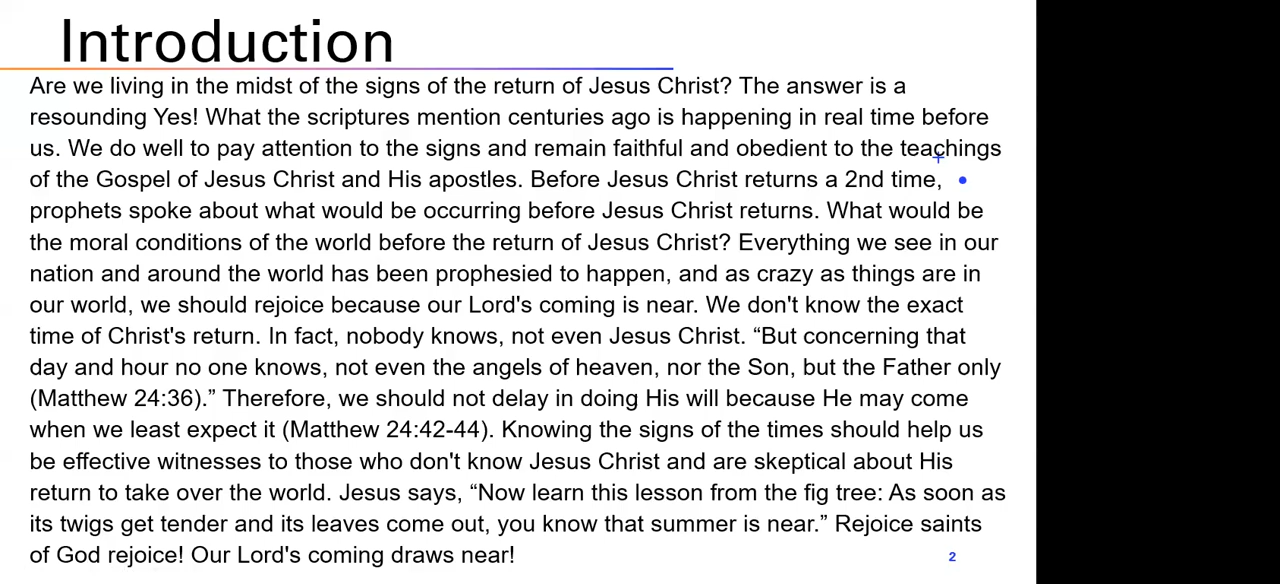 Introduction
Are we living in the midst of the signs of the return of Jesus Christ? The answer is a
resounding Yes! What the scriptures mention centuries ago is happening in real time before
us. We do well to pay attention to the signs and remain faithful and obedient to the teachings
of the Gospel of Jesus Christ and His apostles. Before Jesus Christ returns a 2nd time,
prophets spoke about what would be occurring before Jesus Christ returns. What would be
the moral conditions of the world before the return of Jesus Christ? Everything we see in our
nation and around the world has been prophesied to happen, and as crazy as things are in
our world, we should rejoice because our Lord's coming is near. We don't know the exact
time of Christ's return. In fact, nobody knows, not even Jesus Christ. “But concerning that
day and hour no one knows, not even the angels of heaven, nor the Son, but the Father only
(Matthew 24:36).” Therefore, we should not delay in doing His will because He may come
when we least expect it (Matthew 24:42-44). Knowing the signs of the times should help us
be effective witnesses to those who don't know Jesus Christ and are skeptical about His
return to take over the world. Jesus says, “Now learn this lesson from the fig tree: As soon as
its twigs get tender and its leaves come out, you know that summer is near.” Rejoice saints
of God rejoice! Our Lord's coming draws near!
2